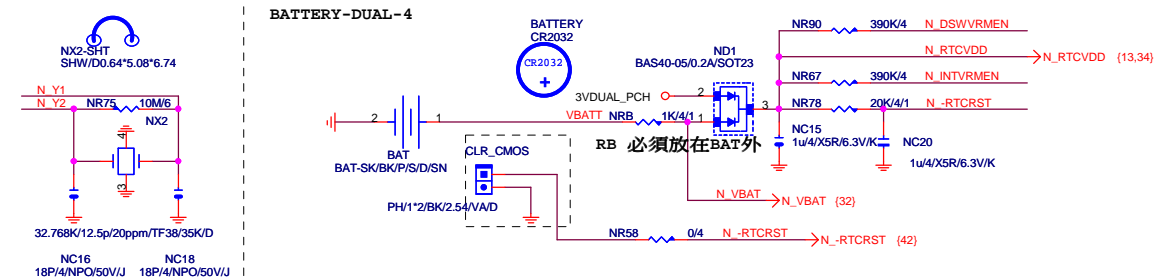 BATTERY-DUAL-4
NX2-SHT
SHW/D0.64*5.08*6.74
N_Y1
N_Y2
NR75
10M/6
NX2
4
3
32.768K/12.5p/20ppm/TF38/35K/D
NC16
18P/4/NPO/50V/J
NC18
18P/4/NPO/50V/J
BATTERY
CR2032
CR2032
+
2
1
BAT
BAT-SK/BK/P/S/D/SN
VBATT
NRB
1K/4/1
1
RB 必須放在BAT外
3VDUAL_PCH
2
ND1
BAS40-05/0.2A/SOT23
3
NR90
390K/4
N_DSWVRMEN
N_RTCVDD
N_RTCVDD {13,34}
NR67
390K/4
N_INTVRMEN
NR78
20K/4/1
N_-RTCRST
NC15
1u/4/X5R/6.3V/K
NC20
1u/4/X5R/6.3V/K
CLR_CMOS
PH/1*2/BK/2.54/VA/D
N_VBAT
N_VBAT {32}
NR58
0/4
N_-RTCRST
N_-RTCRST {42}